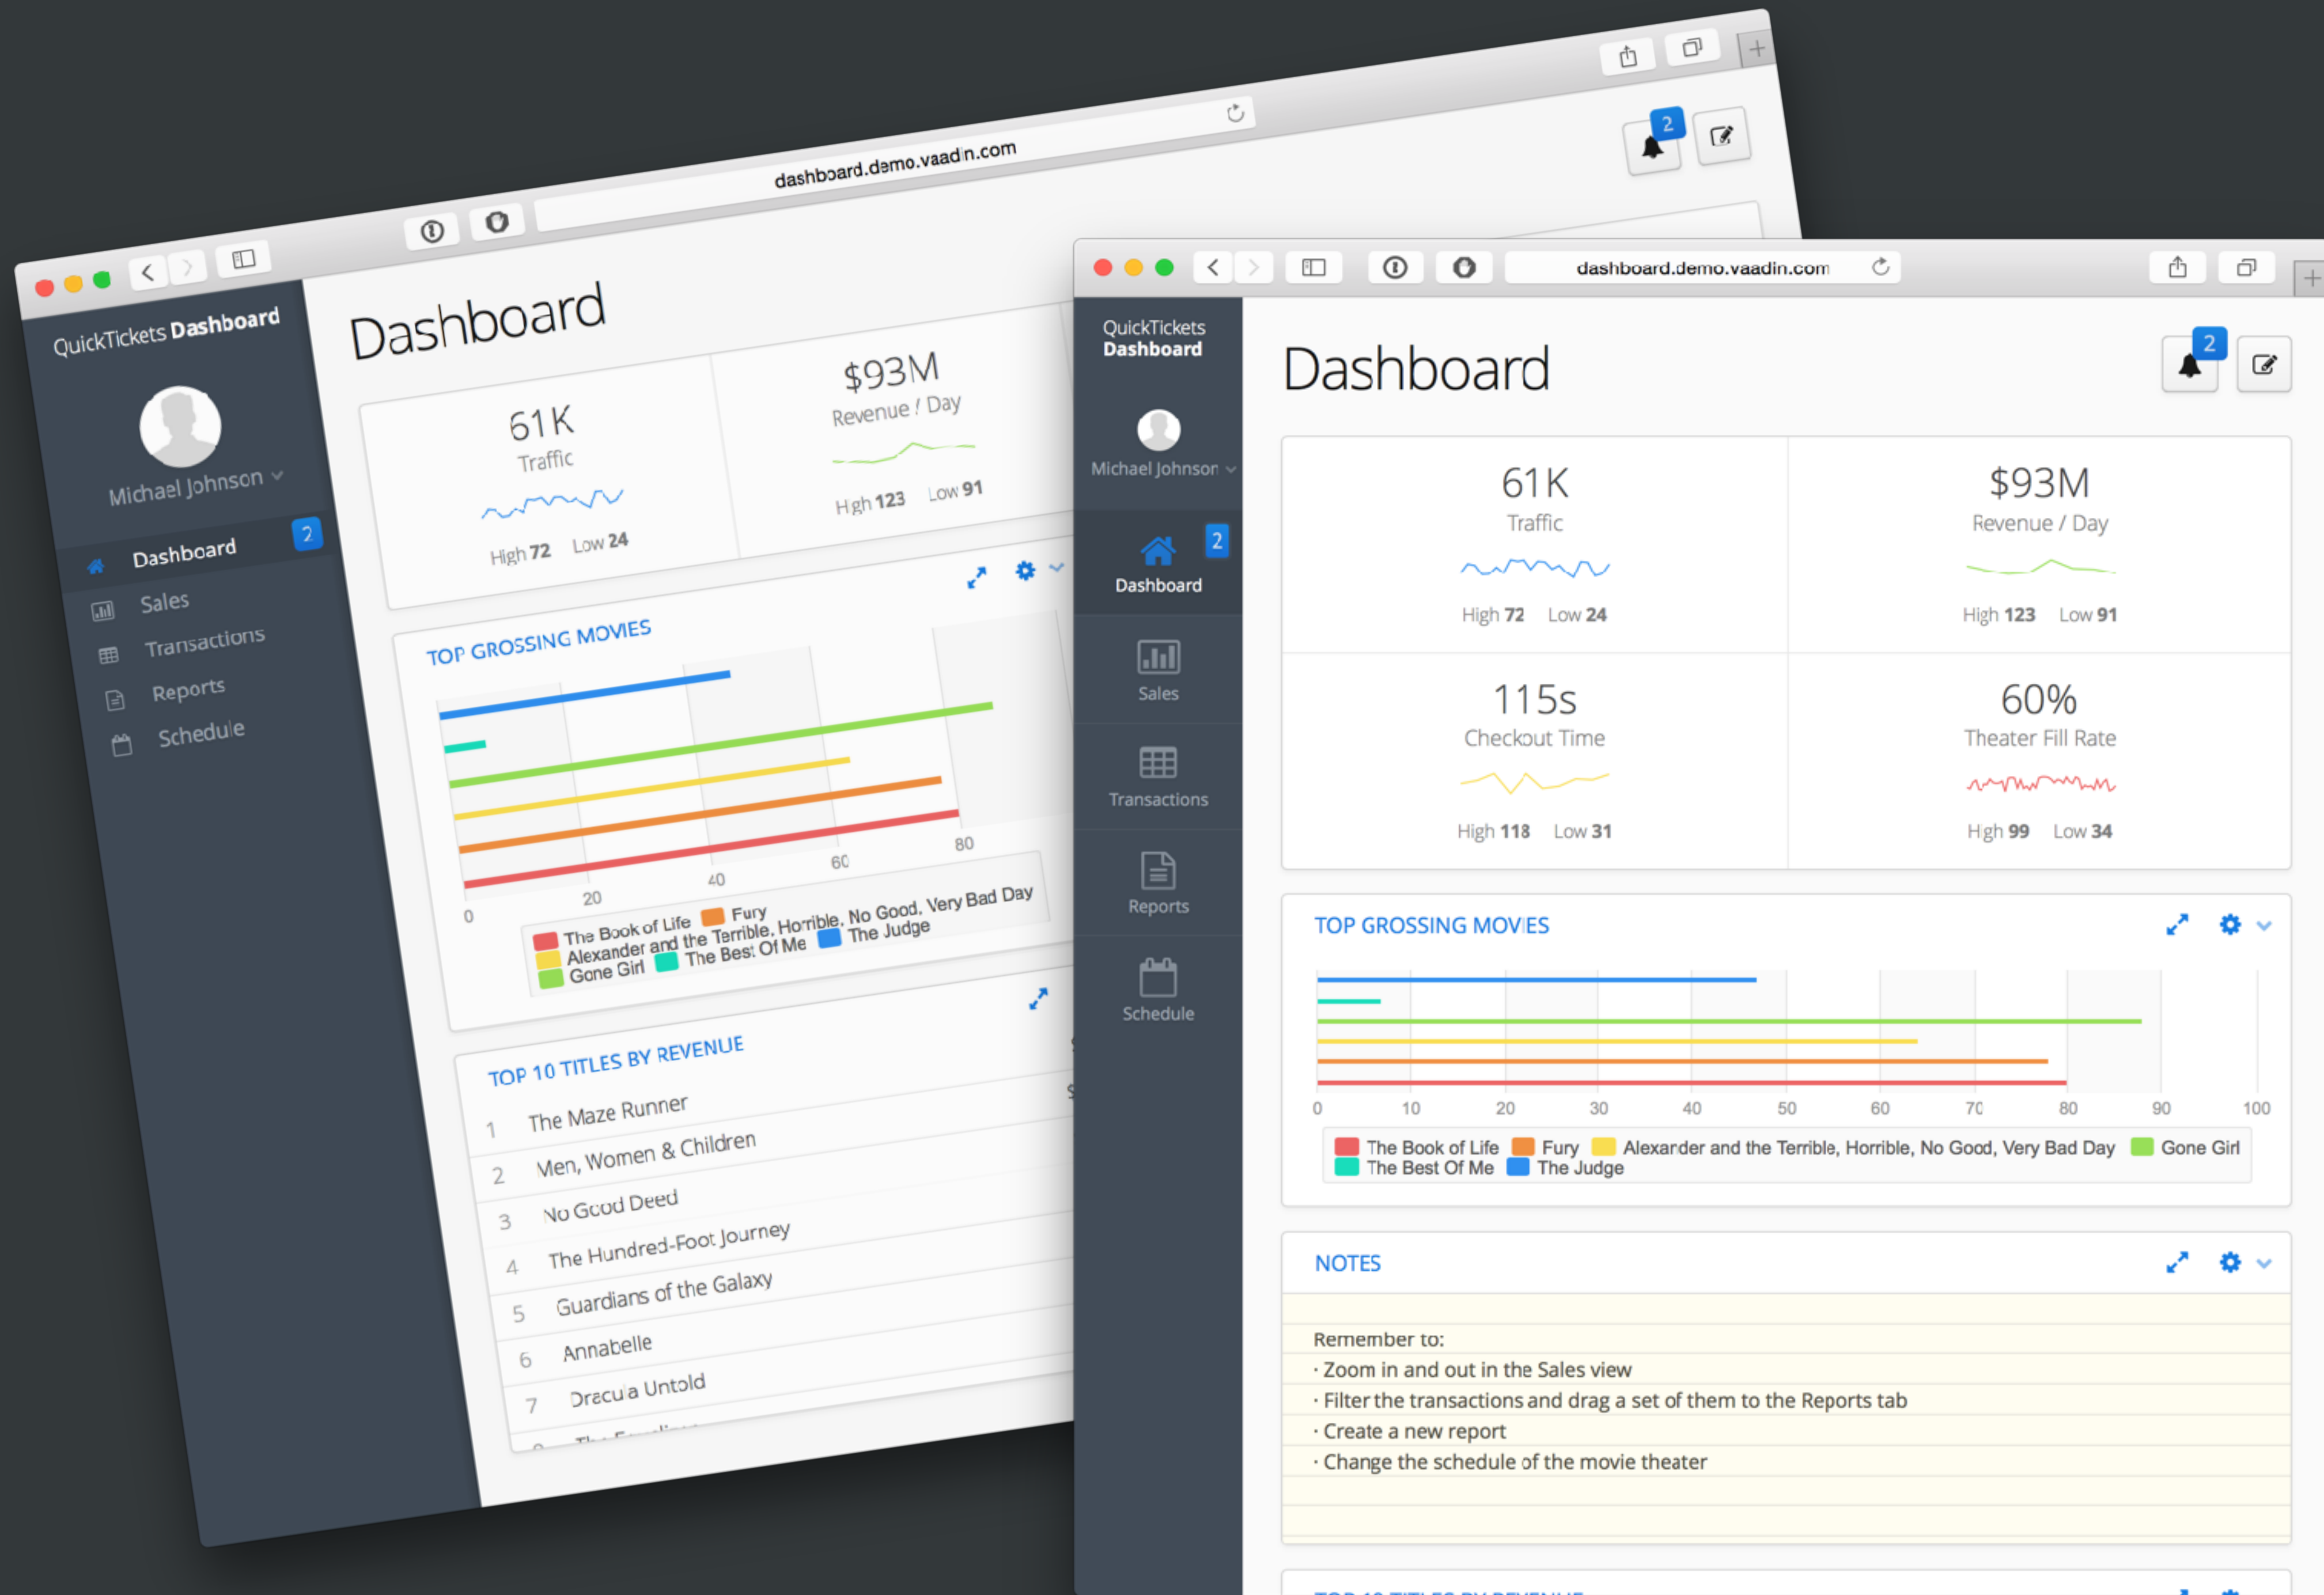 dashboard.demo.vaadin.com
2
QuickTickets Dashboard
Michael Johnson
Dashboard 2
Sales
Transactions
Reports
Schedule
Dashboard
61K
Traffic
High 72 Low 24
$93M
Revenue / Day
High 123 Low 91
TOP GROSSING MOVIES
0 20 40 60 80
The Book of Life Fury
Alexander and the Terrible, Horrible, No Good, Very Bad Day
Gone Girl The Best Of Me The Judge
TOP 10 TITLES BY REVENUE
1 The Maze Runner
2 Men, Women & Children
3 No Good Deed
4 The Hundred-Foot Journey
5 Guardians of the Galaxy
6 Annabelle
7 Dracula Untold
dashboard.demo.vaadin.com
QuickTickets
Dashboard
Michael Johnson
2
Dashboard
Sales
Transactions
Reports
Schedule
Dashboard
2
61K
Traffic
High 72 Low 24
$93M
Revenue / Day
High 123 Low 91
115s
Checkout Time
High 118 Low 31
60%
Theater Fill Rate
High 99 Low 34
TOP GROSSING MOVIES
0 10 20 30 40 50 60 70 80 90 100
The Book of Life Fury Alexander and the Terrible, Horrible, No Good, Very Bad Day Gone Girl
The Best Of Me The Judge
NOTES
Remember to:
· Zoom in and out in the Sales view
· Filter the transactions and drag a set of them to the Reports tab
· Create a new report
· Change the schedule of the movie theater
TOP 10 TITLES BY REVENUE